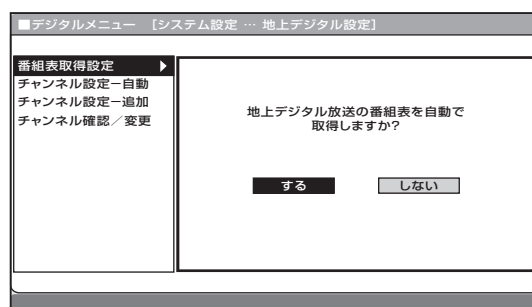 ■デジタルメニュー [システム設定 … 地上デジタル設定]
番組表取得設定 ▶
チャンネル設定－自動
チャンネル設定－追加
チャンネル確認／変更
地上デジタル放送の番組表を自動で
取得しますか?
する しない